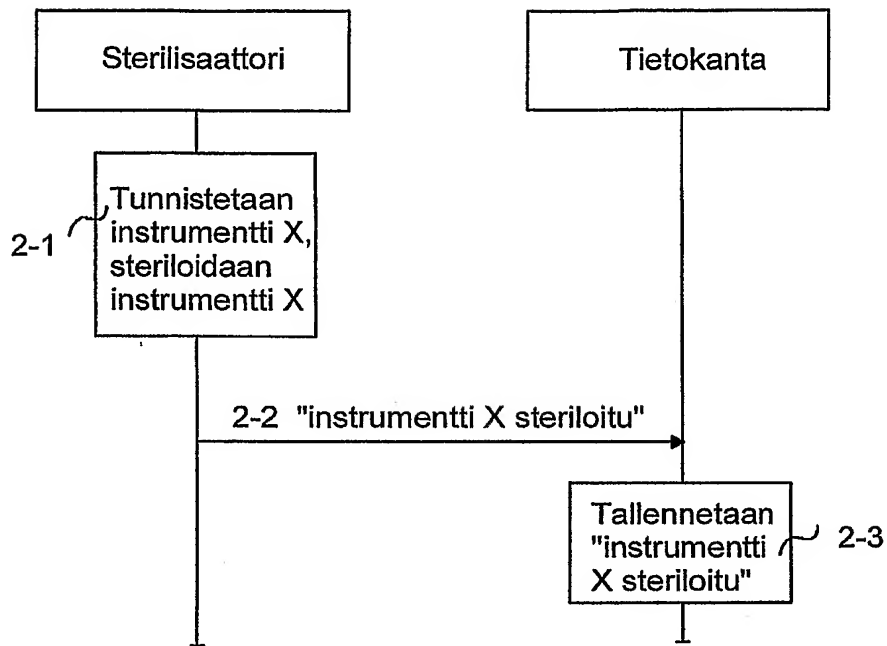 Sterilisaattori
Tietokanta
2-1
Tunnistetaan
instrumentti X,
steriloidaan
instrumentti X
2-2 "instrumentti X steriloitu"
Tallennetaan
"instrumentti
X steriloitu"
2-3